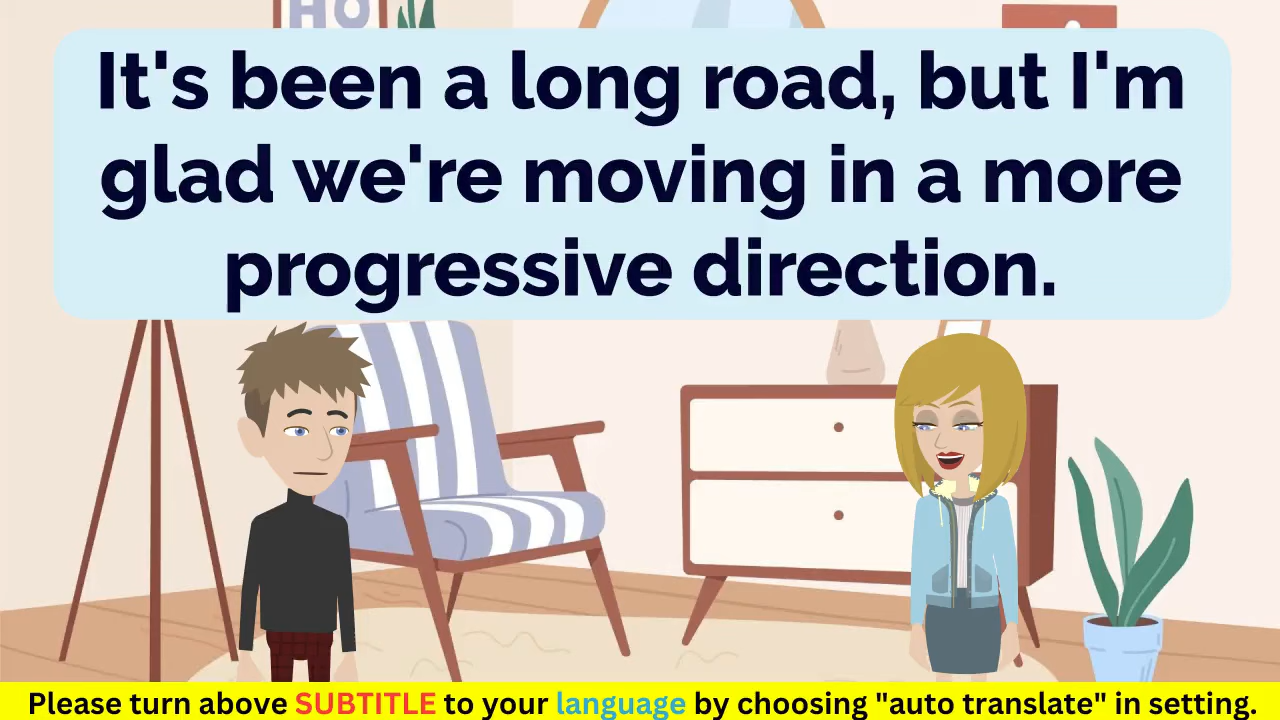 HO
It's been a long road, but I'm
glad we're moving in a more
progressive direction.
Please turn above SUBTITLE to your language by choosing "auto translate" in setting.